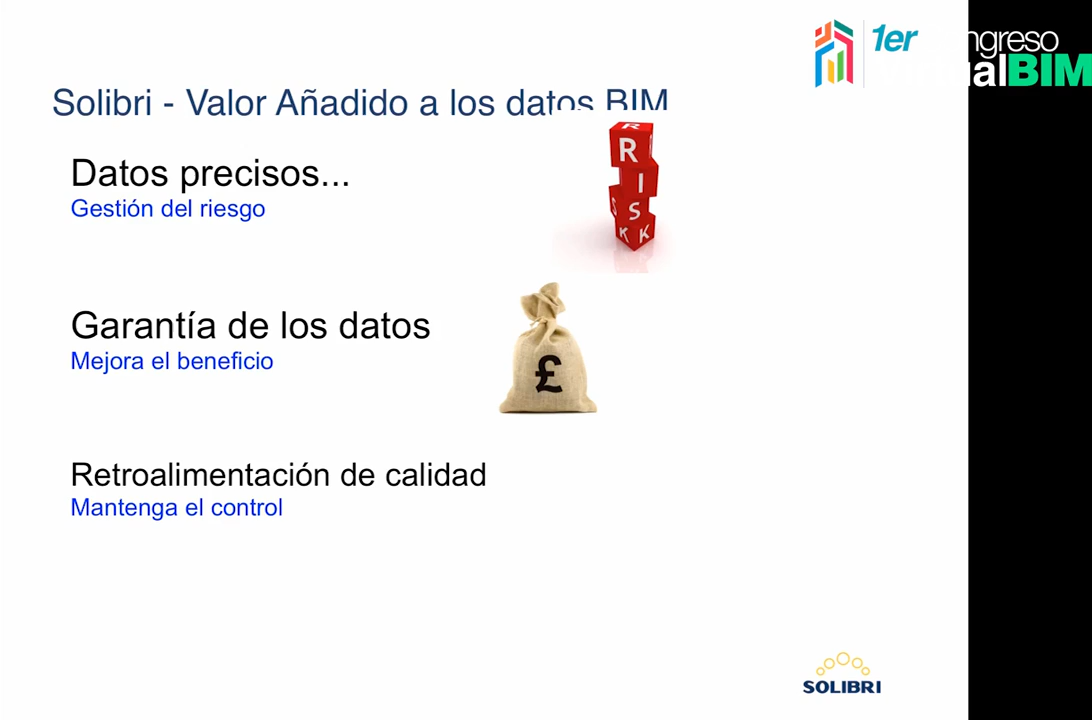 1er ngreso
ualBIM
Solibri - Valor Añadido a los datos BIM
Datos precisos...
Gestión del riesgo
R
R
I
S
S
K
K
Garantía de los datos
Mejora el beneficio
£
Retroalimentación de calidad
Mantenga el control
SOLIBRI